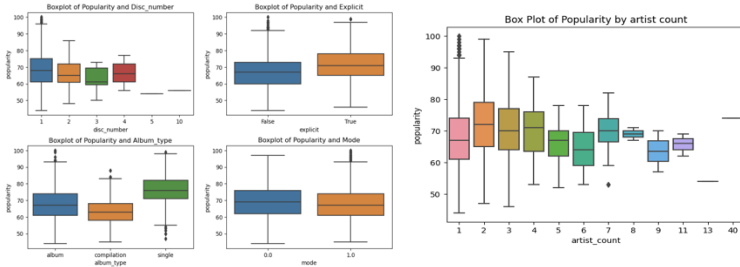 Boxplot of Popularity and Disc_number
popularity
100
90
80
70
60
50
1 2 3 4 5 10
disc_number
Boxplot of Popularity and Explicit
popularity
100
90
80
70
60
50
False True
explicit
Boxplot of Popularity and Album_type
popularity
100
90
80
70
60
50
album compilation single
album_type
Boxplot of Popularity and Mode
popularity
100
90
80
70
60
50
0.0 1.0
mode
Box Plot of Popularity by artist count
popularity
100
90
80
70
60
50
1 2 3 4 5 6 7 8 9 11 13 40
artist_count